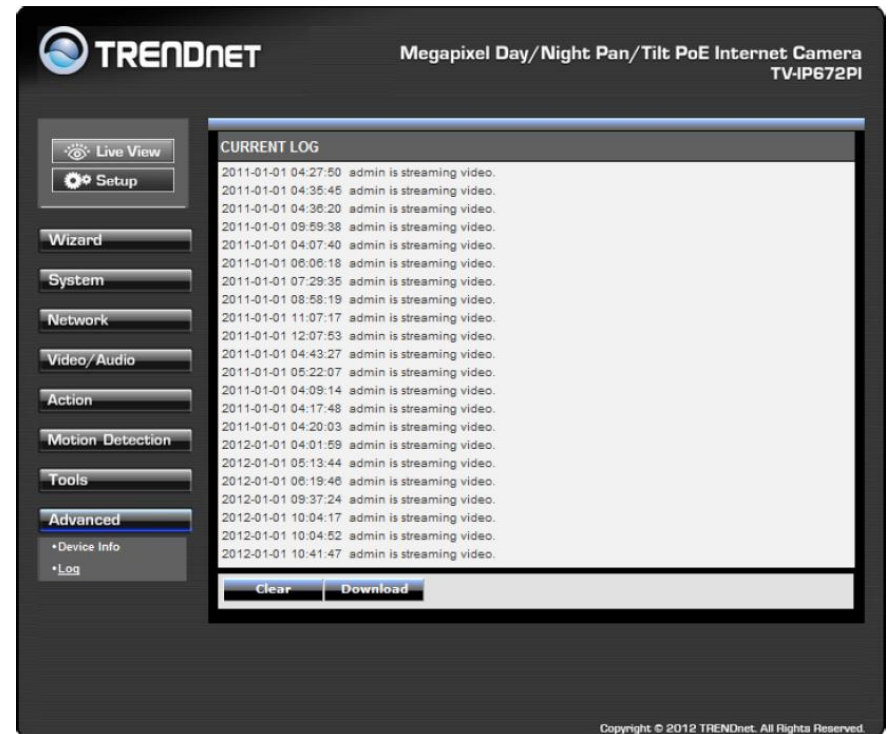 TRENDNET
Megapixel Day/Night Pan/Tilt PoE Internet Camera
TV-IP672PI
Live View
Setup
Wizard
System
Network
Video/Audio
Action
Motion Detection
Tools
Advanced
•Device Info
•Log
CURRENT LOG
2011-01-01 04:27:50 admin is streaming video.
2011-01-01 04:35:45 admin is streaming video.
2011-01-01 04:36:20 admin is streaming video.
2011-01-01 09:59:38 admin is streaming video.
2011-01-01 04:07:40 admin is streaming video.
2011-01-01 06:06:18 admin is streaming video.
2011-01-01 07:29:35 admin is streaming video.
2011-01-01 08:58:19 admin is streaming video.
2011-01-01 11:07:17 admin is streaming video.
2011-01-01 12:07:53 admin is streaming video.
2011-01-01 04:43:27 admin is streaming video.
2011-01-01 05:22:07 admin is streaming video.
2011-01-01 04:09:14 admin is streaming video.
2011-01-01 04:17:48 admin is streaming video.
2011-01-01 04:20:03 admin is streaming video.
2012-01-01 04:01:59 admin is streaming video.
2012-01-01 05:13:44 admin is streaming video.
2012-01-01 06:19:46 admin is streaming video.
2012-01-01 09:37:24 admin is streaming video.
2012-01-01 10:04:17 admin is streaming video.
2012-01-01 10:04:52 admin is streaming video.
2012-01-01 10:41:47 admin is streaming video.
Clear Download
Copyright © 2012 TRENDnet. All Rights Reserved.